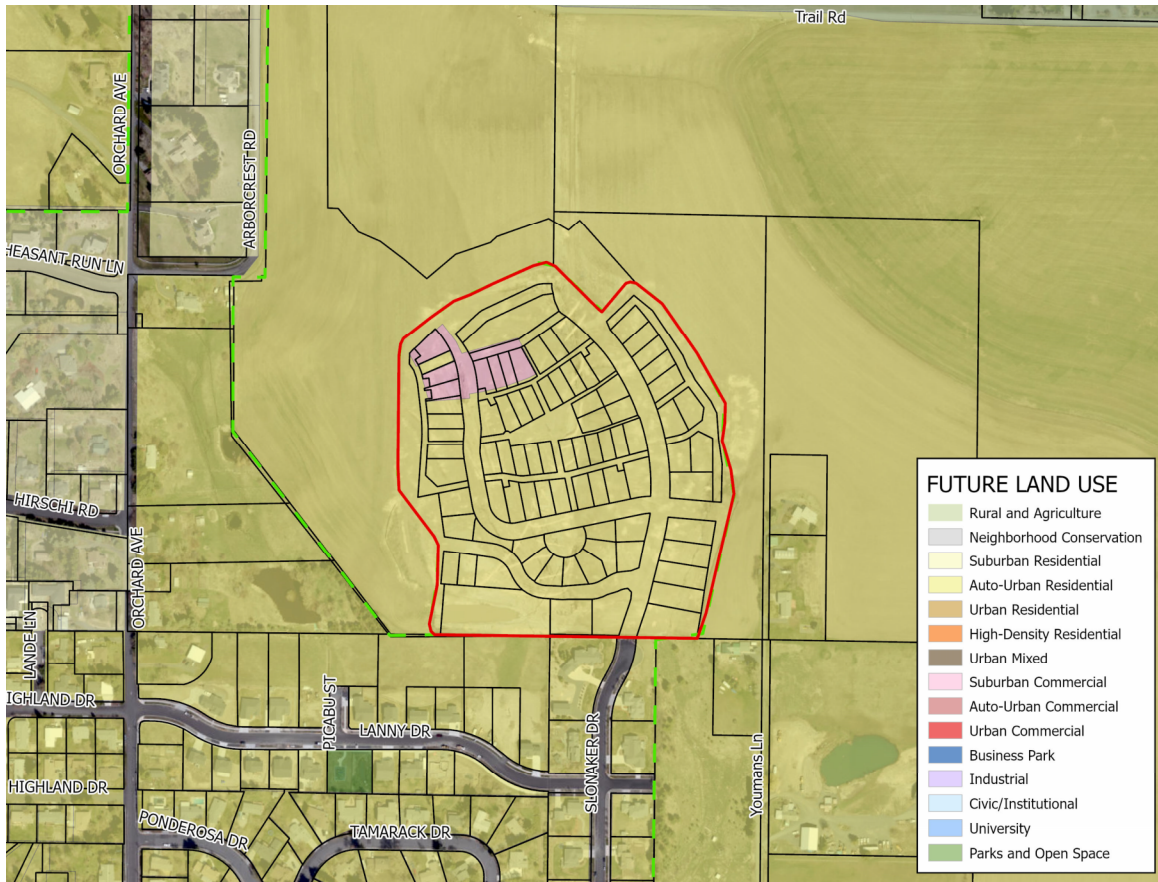 Trail Rd
ORCHARD AVE
ARBORCREST RD
HEASANT RUN LN
HIRSCHI RD
ORCHARD AVE
LANDE LN
IGHLAND DR
PICABU ST
LANNY DR
SLONAKER DR
Youmans Ln
HIGHLAND DR
PONDEROSA DR
TAMARACK DR
FUTURE LAND USE
Rural and Agriculture
Neighborhood Conservation
Suburban Residential
Auto-Urban Residential
Urban Residential
High-Density Residential
Urban Mixed
Suburban Commercial
Auto-Urban Commercial
Urban Commercial
Business Park
Industrial
Civic/Institutional
University
Parks and Open Space